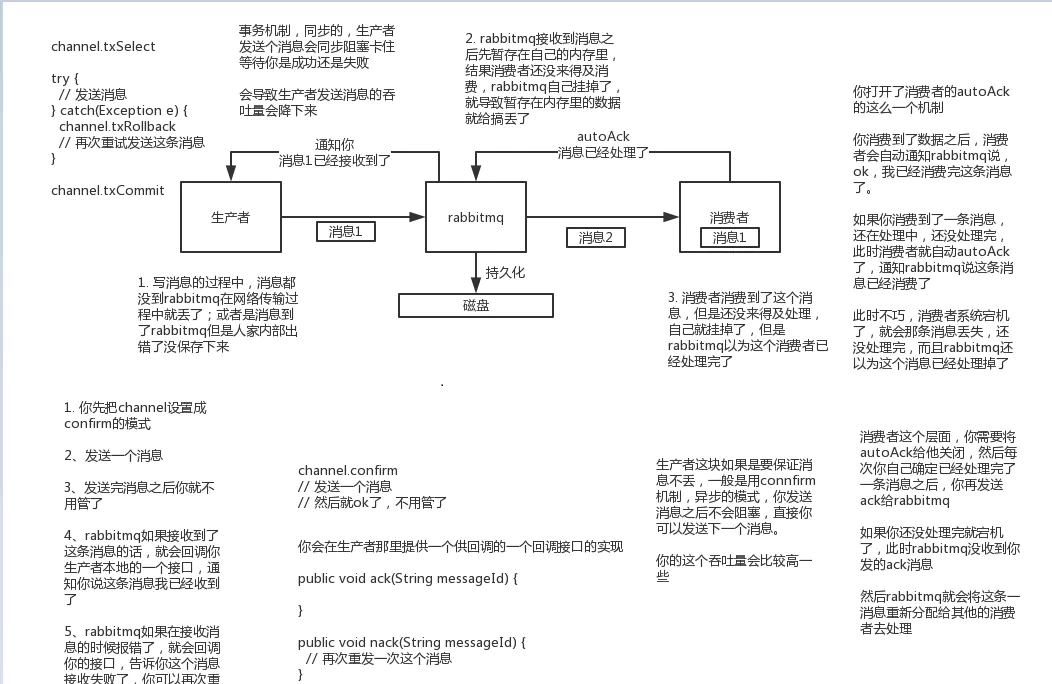 channel.txSelect
try {
// 发送消息
} catch(Exception e) {
channel.txRollback
// 再次重试发送这条消息
}
channel.txCommit
事务机制，同步的，生产者
发送个消息会同步阻塞卡住
等待你是成功还是失败
会导致生产者发送消息的吞
吐量会降下来
2. rabbitmq接收到消息之
后先暂存在自己的内存里，
结果消费者还没来得及消
费，rabbitmq自己挂掉了，
就导致暂存在内存里的数据
就给搞丢了
你打开了消费者的autoAck
的这么一个机制
你消费到了数据之后，消费
者会自动通知rabbitmq说，
ok，我已经消费完这条消息
了。
如果你消费到了一条消息，
还在处理中，还没处理完，
此时消费者就自动autoAck
了，通知rabbitmq说这条消
息已经消费了
此时不巧，消费者系统宕机
了，就会那条消息丢失，还
没处理完，而且rabbitmq还
以为这个消息已经处理掉了
通知你
消息1已经接收到了
autoAck
消息已经处理了
生产者
消息1
rabbitmq
消息2
消费者
消息1
持久化
磁盘
1. 写消息的过程中，消息都
没到rabbitmq在网络传输过
程中就丢了；或者是消息到
了rabbitmq但是人家内部出
错了没保存下来
3. 消费者消费到了这个消
息，但是还没来得及处理，
自己就挂掉了，但是
rabbitmq以为这个消费者已
经处理完了
1. 你先把channel设置成
confirm的模式
2、发送一个消息
3、发送完消息之后你就不
用管了
4、rabbitmq如果接收到了
这条消息的话，就会回调你
生产者本地的一个接口，通
知你说这条消息我已经收到
了
5、rabbitmq如果在接收消
息的时候报错了，就会回调
你的接口，告诉你这个消息
接收失败了，你可以再次重
channel.confirm
// 发送一个消息
// 然后就ok了，不用管了
你会在生产者那里提供一个供回调的一个回调接口的实现
public void ack(String messageId) {
}
public void nack(String messageId) {
// 再次重发一次这个消息
}
生产者这块如果是要保证消
息不丢，一般是用connfirm
机制，异步的模式，你发送
消息之后不会阻塞，直接你
可以发送下一个消息。
你的这个吞吐量会比较高一
些
消费者这个层面，你需要将
autoAck给他关闭，然后每
次你自己确定已经处理完了
一条消息之后，你再发送
ack给rabbitmq
如果你还没处理完就宕机
了，此时rabbitmq没收到你
发的ack消息
然后rabbitmq就会将这条一
消息重新分配给其他的消费
者去处理